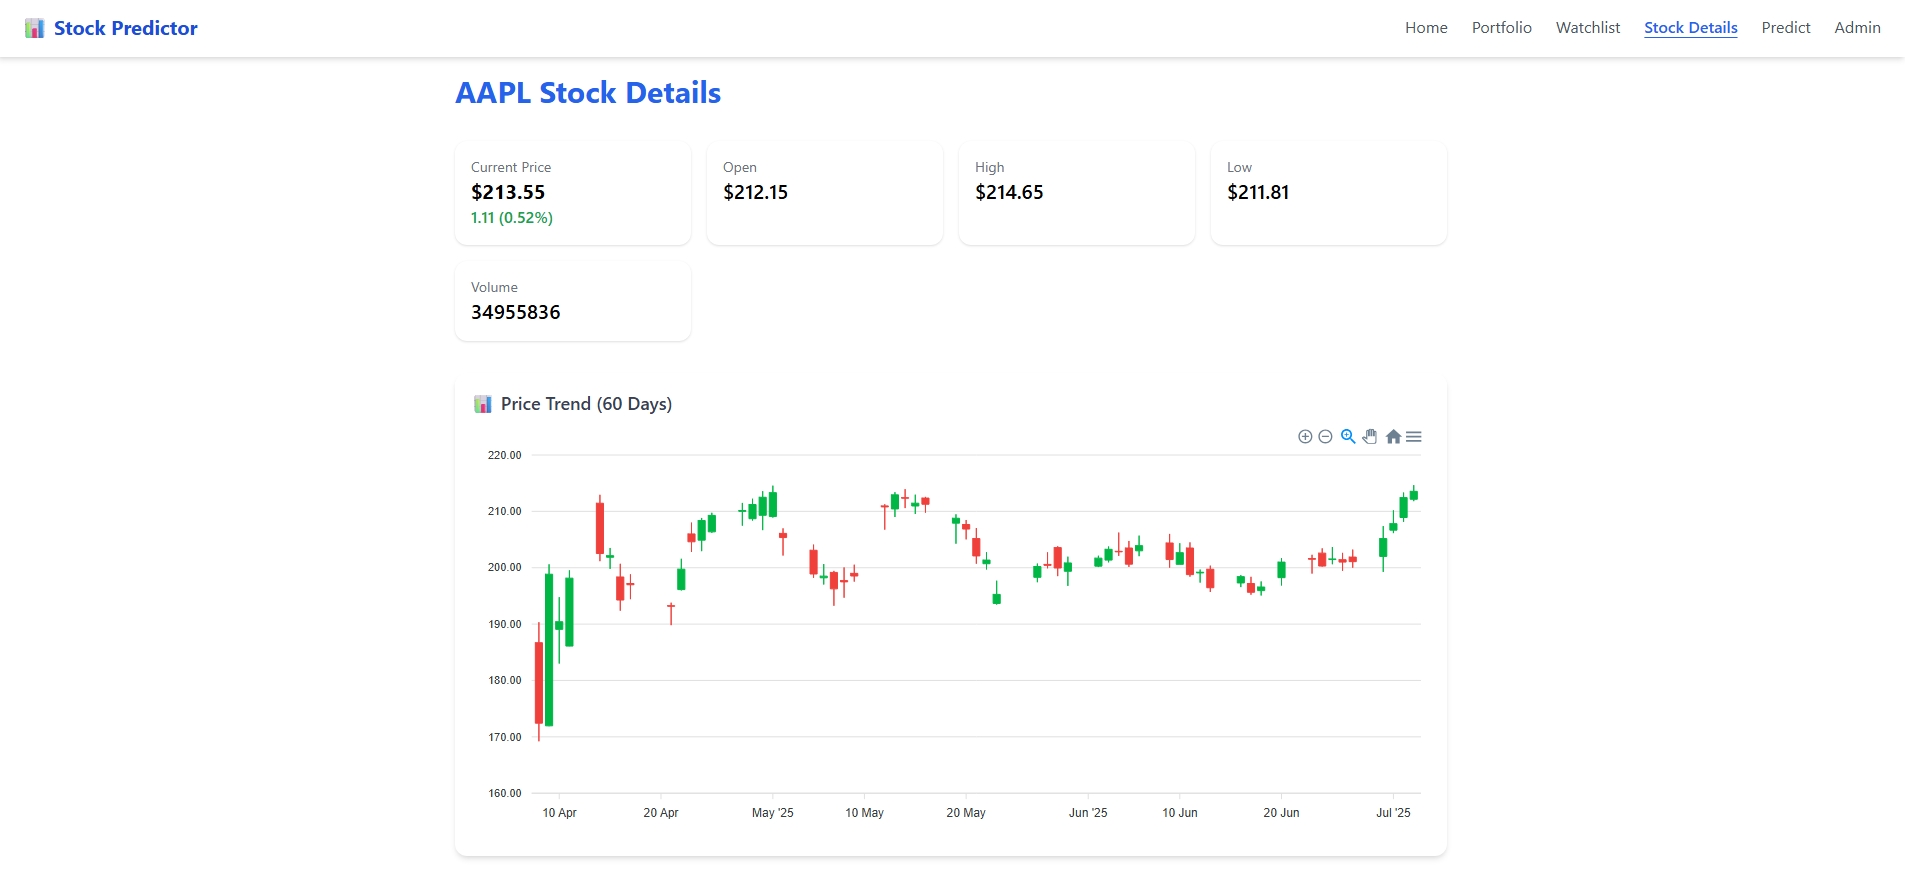 Stock Predictor
Home Portfolio Watchlist Stock Details Predict Admin
AAPL Stock Details
Current Price
$213.55
1.11 (0.52%)
Open
$212.15
High
$214.65
Low
$211.81
Volume
34955836
Price Trend (60 Days)
220.00
210.00
200.00
190.00
180.00
170.00
160.00
10 Apr 20 Apr May '25 10 May 20 May Jun '25 10 Jun 20 Jun Jul '25